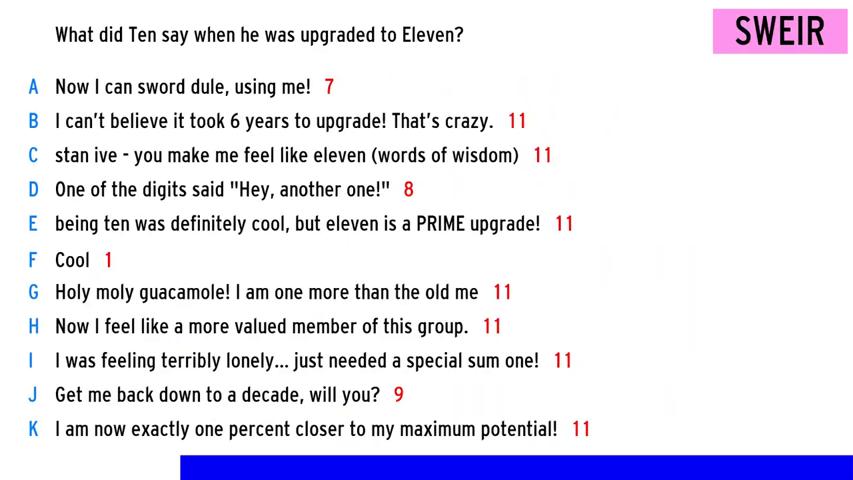 What did Ten say when he was upgraded to Eleven?
SWEIR
A Now I can sword dule, using me! 7
B I can't believe it took 6 years to upgrade! That's crazy. 11
C stan ive - you make me feel like eleven (words of wisdom) 11
D One of the digits said "Hey, another one!" 8
E being ten was definitely cool, but eleven is a PRIME upgrade! 11
F Cool 1
G Holy moly guacamole! I am one more than the old me 11
H Now I feel like a more valued member of this group. 11
I I was feeling terribly lonely... just needed a special sum one! 11
J Get me back down to a decade, will you? 9
K I am now exactly one percent closer to my maximum potential! 11